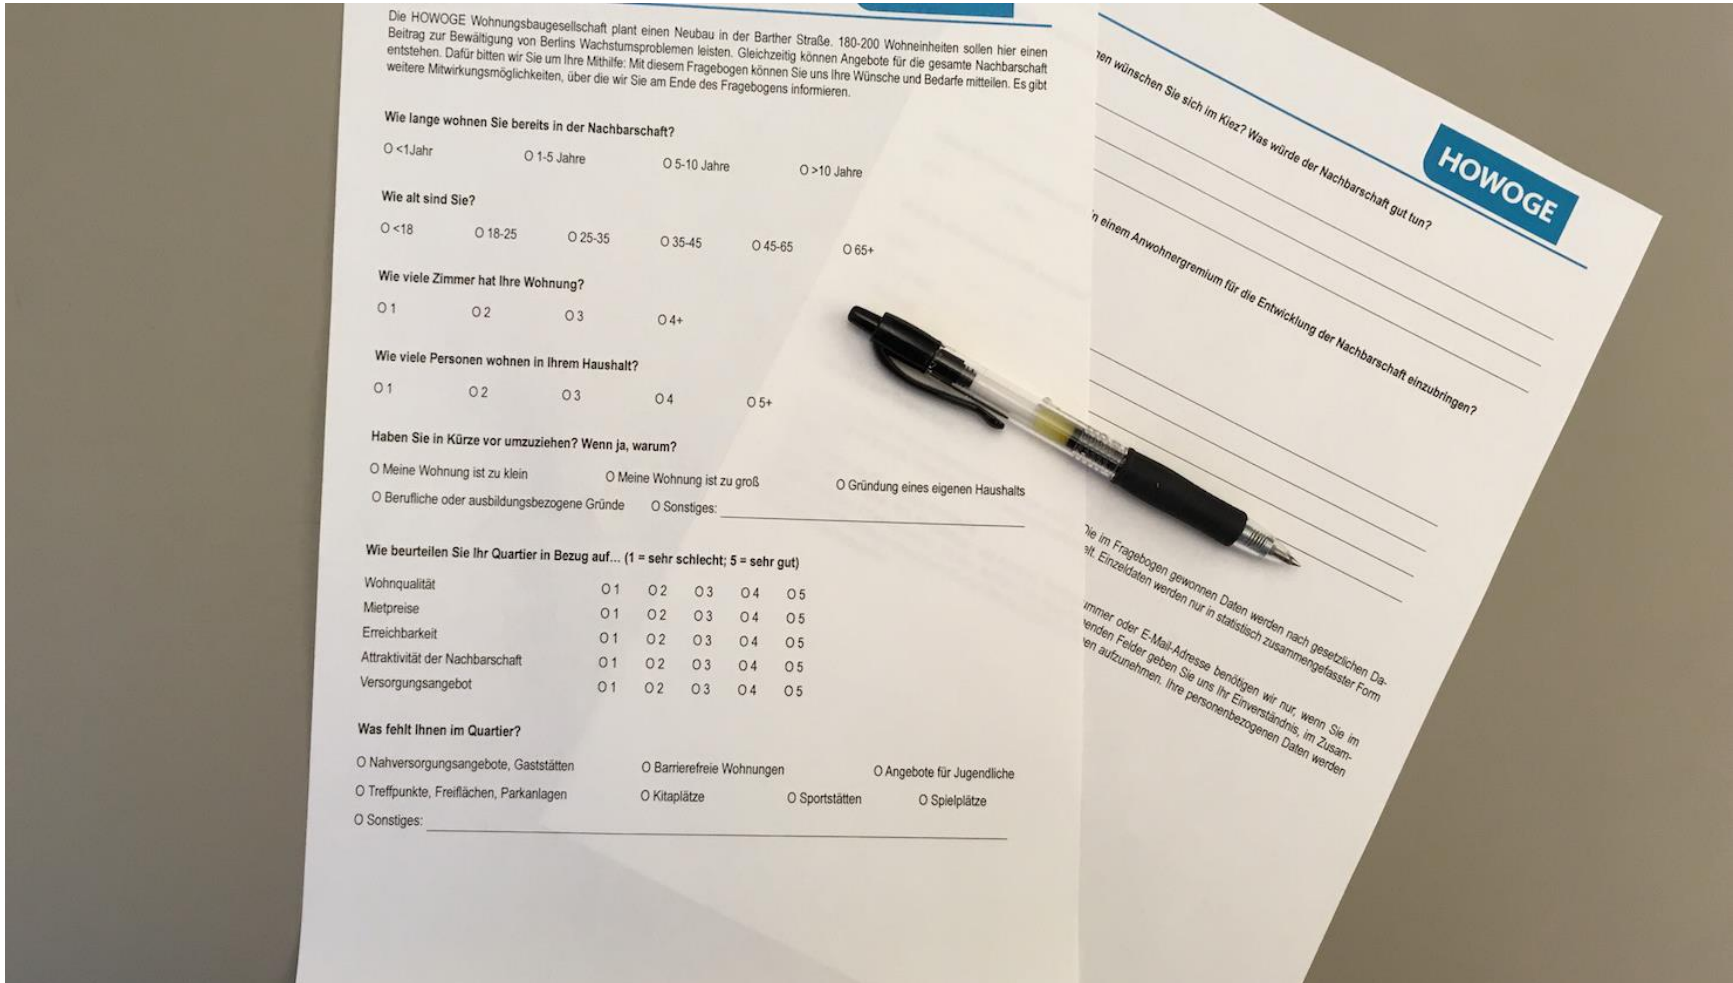 Die HOWOGE Wohnungsbaugesellschaft plant einen Neubau in der Barther Straße. 180-200 Wohneinheiten sollen hier einen
Beitrag zur Bewältigung von Berlins Wachstumsproblemen leisten. Gleichzeitig können Angebote für die gesamte Nachbarschaft
entstehen. Dafür bitten wir Sie um Ihre Mithilfe: Mit diesem Fragebogen können Sie uns Ihre Wünsche und Bedarfe mitteilen. Es gibt
weitere Mitwirkungsmöglichkeiten, über die wir Sie am Ende des Fragebogens informieren.
Wie lange wohnen Sie bereits in der Nachbarschaft?
O <1Jahr O 1-5 Jahre O 5-10 Jahre O >10 Jahre
Wie alt sind Sie?
O <18 O 18-25 O 25-35 O 35-45 O 45-65 O 65+
Wie viele Zimmer hat Ihre Wohnung?
O 1 O 2 O 3 O 4+
Wie viele Personen wohnen in Ihrem Haushalt?
O 1 O 2 O 3 O 4 O 5+
Haben Sie in Kürze vor umzuziehen? Wenn ja, warum?
O Meine Wohnung ist zu klein O Meine Wohnung ist zu groß O Gründung eines eigenen Haushalts
O Berufliche oder ausbildungsbezogene Gründe O Sonstiges:
Wie beurteilen Sie Ihr Quartier in Bezug auf... (1 = sehr schlecht; 5 = sehr gut)
Wohnqualität O 1 O 2 O 3 O 4 O 5
Mietpreise O 1 O 2 O 3 O 4 O 5
Erreichbarkeit O 1 O 2 O 3 O 4 O 5
Attraktivität der Nachbarschaft O 1 O 2 O 3 O 4 O 5
Versorgungsangebot O 1 O 2 O 3 O 4 O 5
Was fehlt Ihnen im Quartier?
O Nahversorgungsangebote, Gaststätten O Barrierefreie Wohnungen O Angebote für Jugendliche
O Treffpunkte, Freiflächen, Parkanlagen O Kitaplätze O Sportstätten O Spielplätze
O Sonstiges:
HOWOGE
wünschen Sie sich im Kiez? Was würde der Nachbarschaft gut tun?
einem Anwohnergremium für die Entwicklung der Nachbarschaft einzubringen?
Die im Fragebogen gewonnen Daten werden nach gesetzlichen Da-
Einzeldaten werden nur in statistisch zusammengefasster Form
oder E-Mail-Adresse benötigen wir nur, wenn Sie im
Felder geben Sie uns Ihr Einverständnis, im Zusam-
aufzunehmen. Ihre personenbezogenen Daten werden